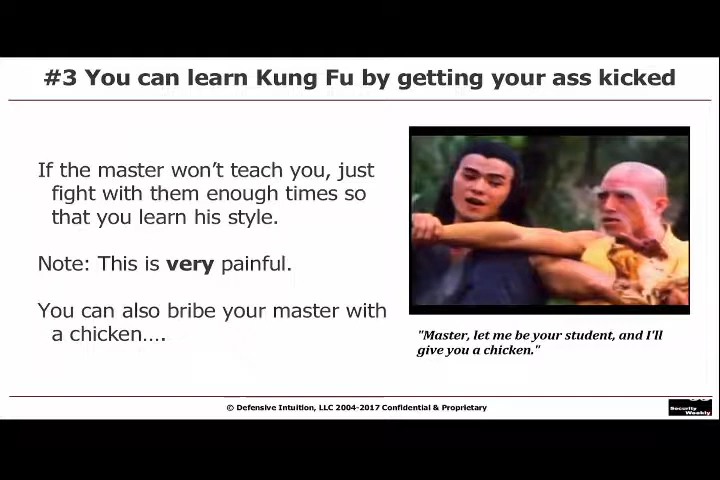 #3 You can learn Kung Fu by getting your ass kicked
If the master won't teach you, just
fight with them enough times so
that you learn his style.
Note: This is very painful.
You can also bribe your master with
a chicken....
"Master, let me be your student, and I'll
give you a chicken."
© Defensive Intuition, LLC 2004-2017 Confidential & Proprietary
Security
Weekly